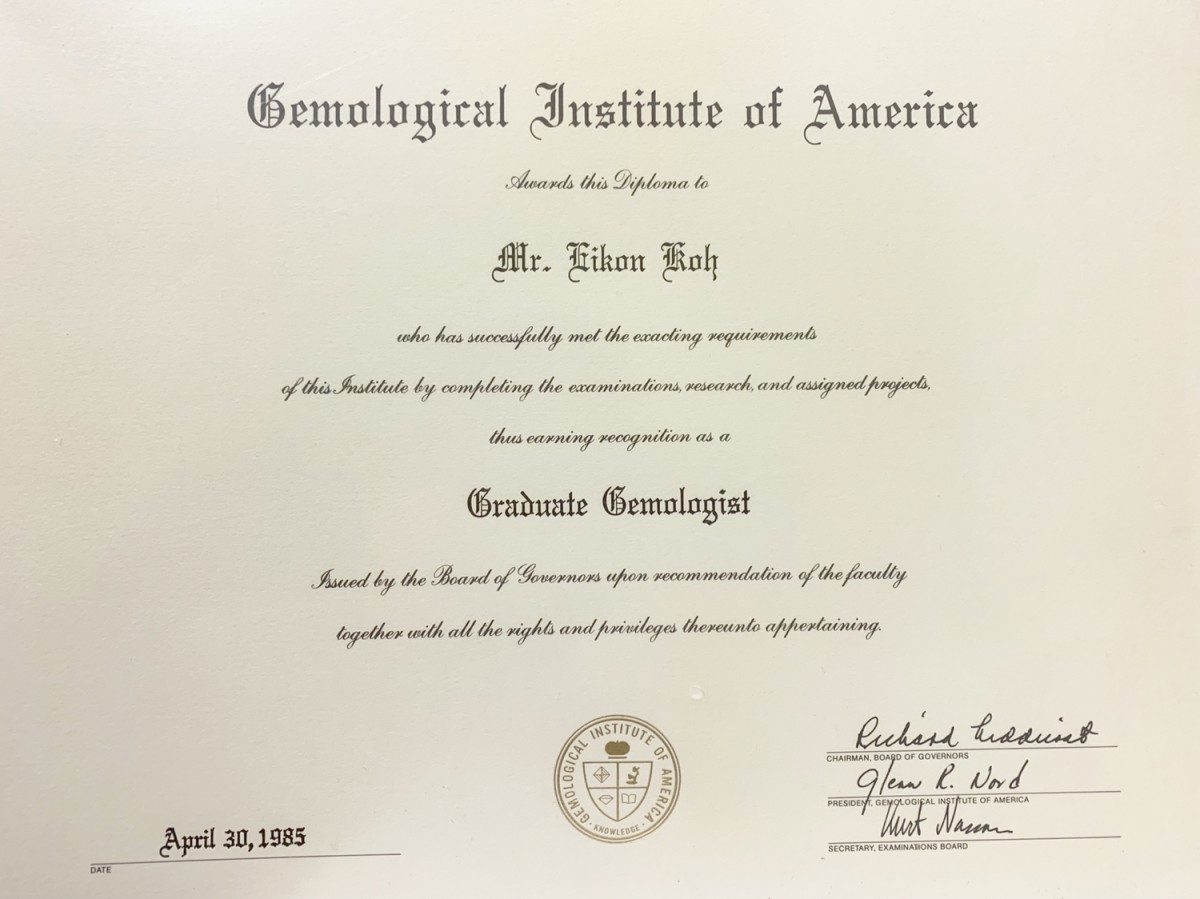 Gemological Institute of America
Awards this Diploma to
Mr. Eikon Koh
who has successfully met the exacting requirements
of this Institute by completing the examinations, research, and assigned projects,
thus earning recognition as a
Graduate Gemologist
Issued by the Board of Governors upon recommendation of the faculty
together with all the rights and privileges thereunto appertaining.
GEMOLOGICAL INSTITUTE OF AMERICA
· KNOWLEDGE ·
April 30, 1985
DATE
Richard
CHAIRMAN, BOARD OF GOVERNORS
Glenn R. Nord
PRESIDENT, GEMOLOGICAL INSTITUTE OF AMERICA
Kurt Nassau
SECRETARY, EXAMINATIONS BOARD